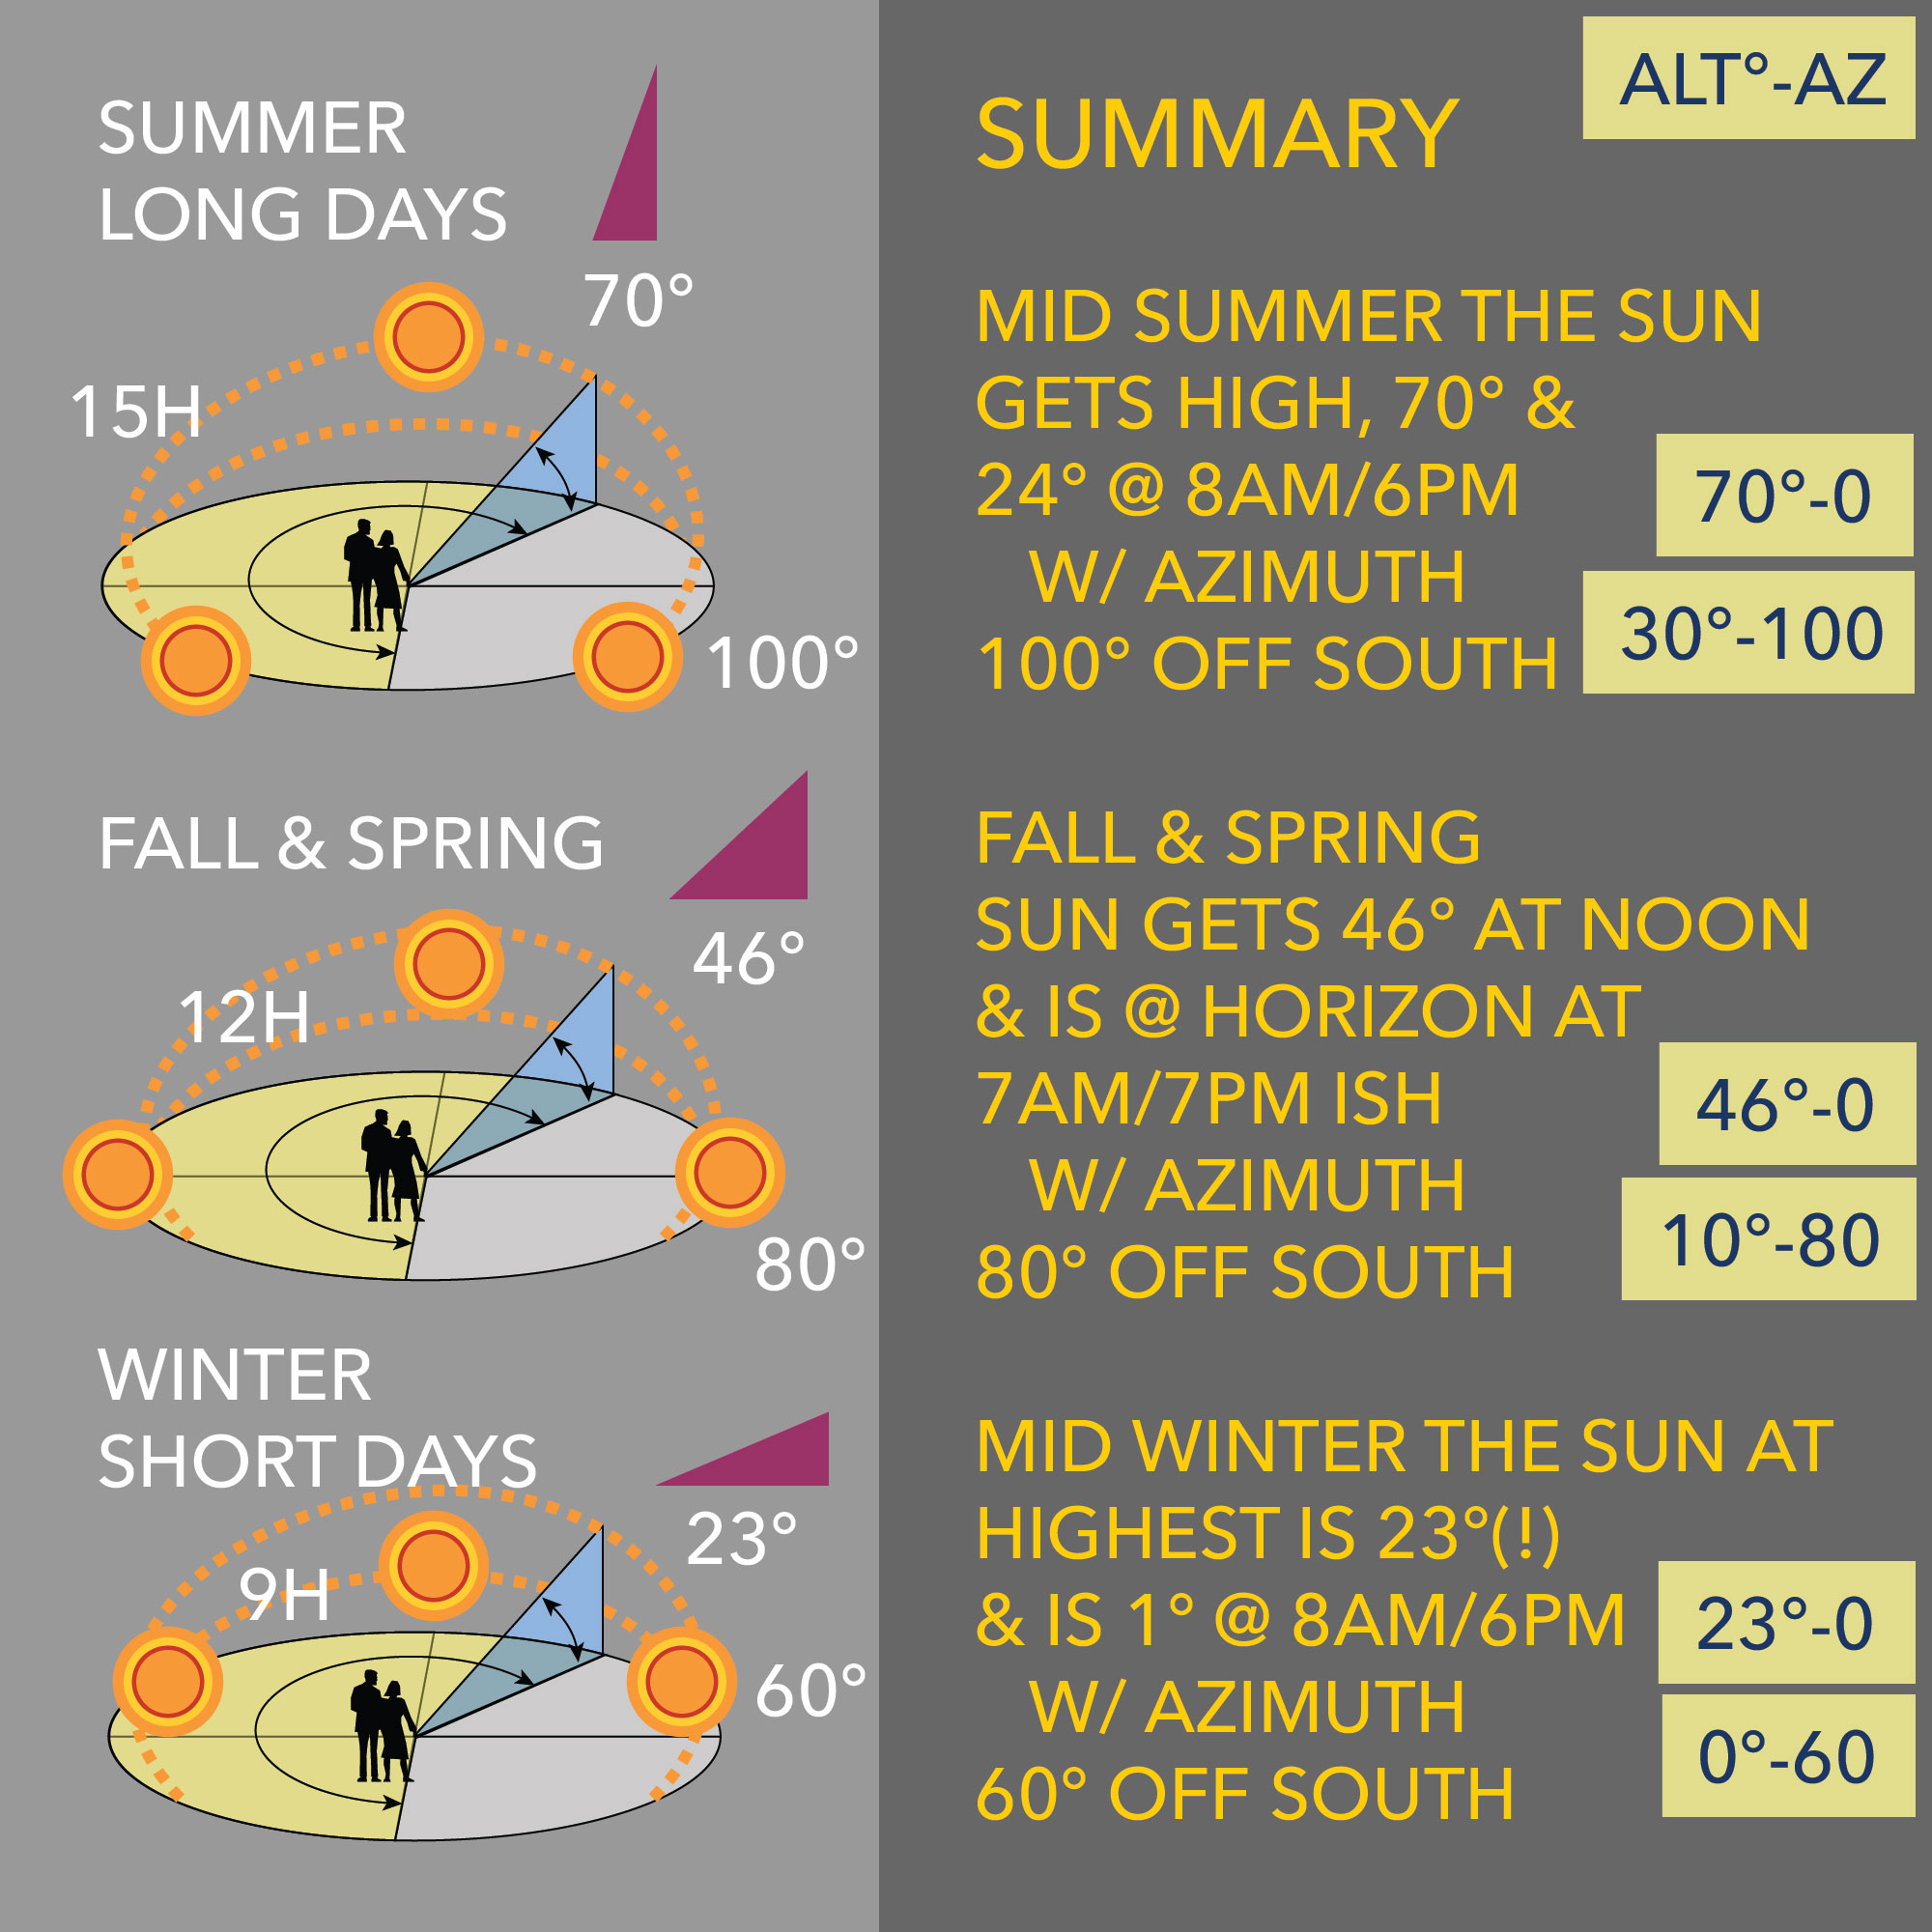 SUMMER
LONG DAYS
70°
15H
100°
FALL & SPRING
46°
12H
80°
WINTER
SHORT DAYS
23°
9H
60°
ALT°-AZ
SUMMARY
MID SUMMER THE SUN
GETS HIGH, 70° &
24° @ 8AM/6PM
W/ AZIMUTH
100° OFF SOUTH
70°-0
30°-100
FALL & SPRING
SUN GETS 46° AT NOON
& IS @ HORIZON AT
7AM/7PM ISH
W/ AZIMUTH
80° OFF SOUTH
46°-0
10°-80
MID WINTER THE SUN AT
HIGHEST IS 23°(!)
& IS 1° @ 8AM/6PM
W/ AZIMUTH
60° OFF SOUTH
23°-0
0°-60